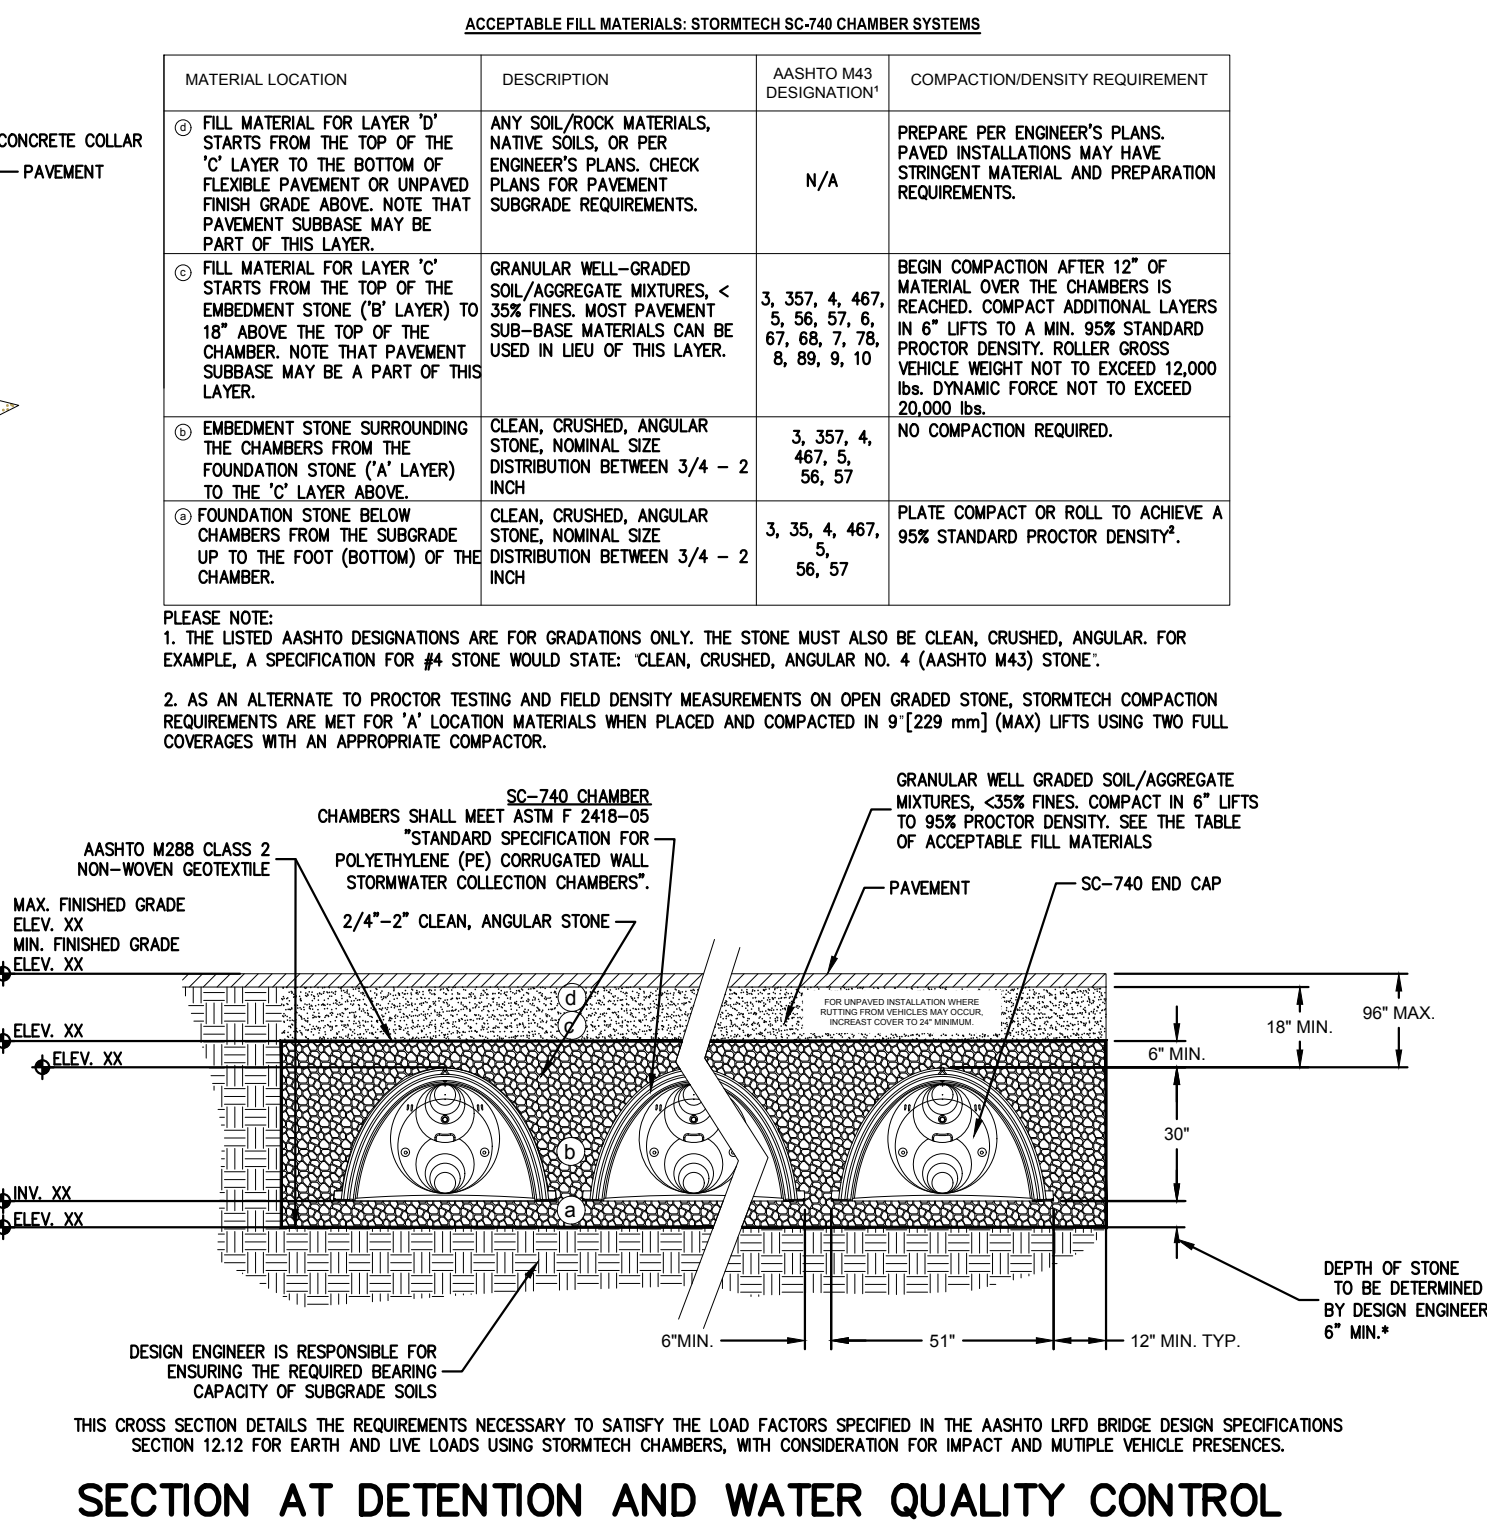 ACCEPTABLE FILL MATERIALS: STORMTECH SC-740 CHAMBER SYSTEMS
CONCRETE COLLAR
PAVEMENT
MATERIAL LOCATION
DESCRIPTION
AASHTO M43
DESIGNATION¹
COMPACTION/DENSITY REQUIREMENT
d
FILL MATERIAL FOR LAYER 'D'
STARTS FROM THE TOP OF THE
'C' LAYER TO THE BOTTOM OF
FLEXIBLE PAVEMENT OR UNPAVED
FINISH GRADE ABOVE. NOTE THAT
PAVEMENT SUBBASE MAY BE
PART OF THIS LAYER.
ANY SOIL/ROCK MATERIALS,
NATIVE SOILS, OR PER
ENGINEER'S PLANS. CHECK
PLANS FOR PAVEMENT
SUBGRADE REQUIREMENTS.
N/A
PREPARE PER ENGINEER'S PLANS.
PAVED INSTALLATIONS MAY HAVE
STRINGENT MATERIAL AND PREPARATION
REQUIREMENTS.
c
FILL MATERIAL FOR LAYER 'C'
STARTS FROM THE TOP OF THE
EMBEDMENT STONE ('B' LAYER) TO
18" ABOVE THE TOP OF THE
CHAMBER. NOTE THAT PAVEMENT
SUBBASE MAY BE A PART OF THIS
LAYER.
GRANULAR WELL-GRADED
SOIL/AGGREGATE MIXTURES, <
35% FINES. MOST PAVEMENT
SUB-BASE MATERIALS CAN BE
USED IN LIEU OF THIS LAYER.
3, 357, 4, 467,
5, 56, 57, 6,
67, 68, 7, 78,
8, 89, 9, 10
BEGIN COMPACTION AFTER 12" OF
MATERIAL OVER THE CHAMBERS IS
REACHED. COMPACT ADDITIONAL LAYERS
IN 6" LIFTS TO A MIN. 95% STANDARD
PROCTOR DENSITY. ROLLER GROSS
VEHICLE WEIGHT NOT TO EXCEED 12,000
lbs. DYNAMIC FORCE NOT TO EXCEED
20,000 lbs.
b
EMBEDMENT STONE SURROUNDING
THE CHAMBERS FROM THE
FOUNDATION STONE ('A' LAYER)
TO THE 'C' LAYER ABOVE.
CLEAN, CRUSHED, ANGULAR
STONE, NOMINAL SIZE
DISTRIBUTION BETWEEN 3/4 - 2
INCH
3, 357, 4,
467, 5,
56, 57
NO COMPACTION REQUIRED.
a
FOUNDATION STONE BELOW
CHAMBERS FROM THE SUBGRADE
UP TO THE FOOT (BOTTOM) OF THE
CHAMBER.
CLEAN, CRUSHED, ANGULAR
STONE, NOMINAL SIZE
DISTRIBUTION BETWEEN 3/4 - 2
INCH
3, 35, 4, 467,
5,
56, 57
PLATE COMPACT OR ROLL TO ACHIEVE A
95% STANDARD PROCTOR DENSITY².
PLEASE NOTE:
1. THE LISTED AASHTO DESIGNATIONS ARE FOR GRADATIONS ONLY. THE STONE MUST ALSO BE CLEAN, CRUSHED, ANGULAR. FOR
EXAMPLE, A SPECIFICATION FOR #4 STONE WOULD STATE: "CLEAN, CRUSHED, ANGULAR NO. 4 (AASHTO M43) STONE".
2. AS AN ALTERNATE TO PROCTOR TESTING AND FIELD DENSITY MEASUREMENTS ON OPEN GRADED STONE, STORMTECH COMPACTION
REQUIREMENTS ARE MET FOR 'A' LOCATION MATERIALS WHEN PLACED AND COMPACTED IN 9"[229 mm] (MAX) LIFTS USING TWO FULL
COVERAGES WITH AN APPROPRIATE COMPACTOR.
SC-740 CHAMBER
CHAMBERS SHALL MEET ASTM F 2418-05
"STANDARD SPECIFICATION FOR
POLYETHYLENE (PE) CORRUGATED WALL
STORMWATER COLLECTION CHAMBERS".
GRANULAR WELL GRADED SOIL/AGGREGATE
MIXTURES, <35% FINES. COMPACT IN 6" LIFTS
TO 95% PROCTOR DENSITY. SEE THE TABLE
OF ACCEPTABLE FILL MATERIALS
AASHTO M288 CLASS 2
NON-WOVEN GEOTEXTILE
PAVEMENT
SC-740 END CAP
2/4"-2" CLEAN, ANGULAR STONE
MAX. FINISHED GRADE
ELEV. XX
MIN. FINISHED GRADE
ELEV. XX
d
FOR UNPAVED INSTALLATION WHERE
RUTTING FROM VEHICLES MAY OCCUR,
INCREAST COVER TO 24" MINIMUM.
c
ELEV. XX
ELEV. XX
6" MIN.
18" MIN.
96" MAX.
30"
b
INV. XX
a
ELEV. XX
DEPTH OF STONE
TO BE DETERMINED
BY DESIGN ENGINEER
6" MIN.*
6"MIN.
51"
12" MIN. TYP.
DESIGN ENGINEER IS RESPONSIBLE FOR
ENSURING THE REQUIRED BEARING
CAPACITY OF SUBGRADE SOILS
THIS CROSS SECTION DETAILS THE REQUIREMENTS NECESSARY TO SATISFY THE LOAD FACTORS SPECIFIED IN THE AASHTO LRFD BRIDGE DESIGN SPECIFICATIONS
SECTION 12.12 FOR EARTH AND LIVE LOADS USING STORMTECH CHAMBERS, WITH CONSIDERATION FOR IMPACT AND MUTIPLE VEHICLE PRESENCES.
SECTION AT DETENTION AND WATER QUALITY CONTROL